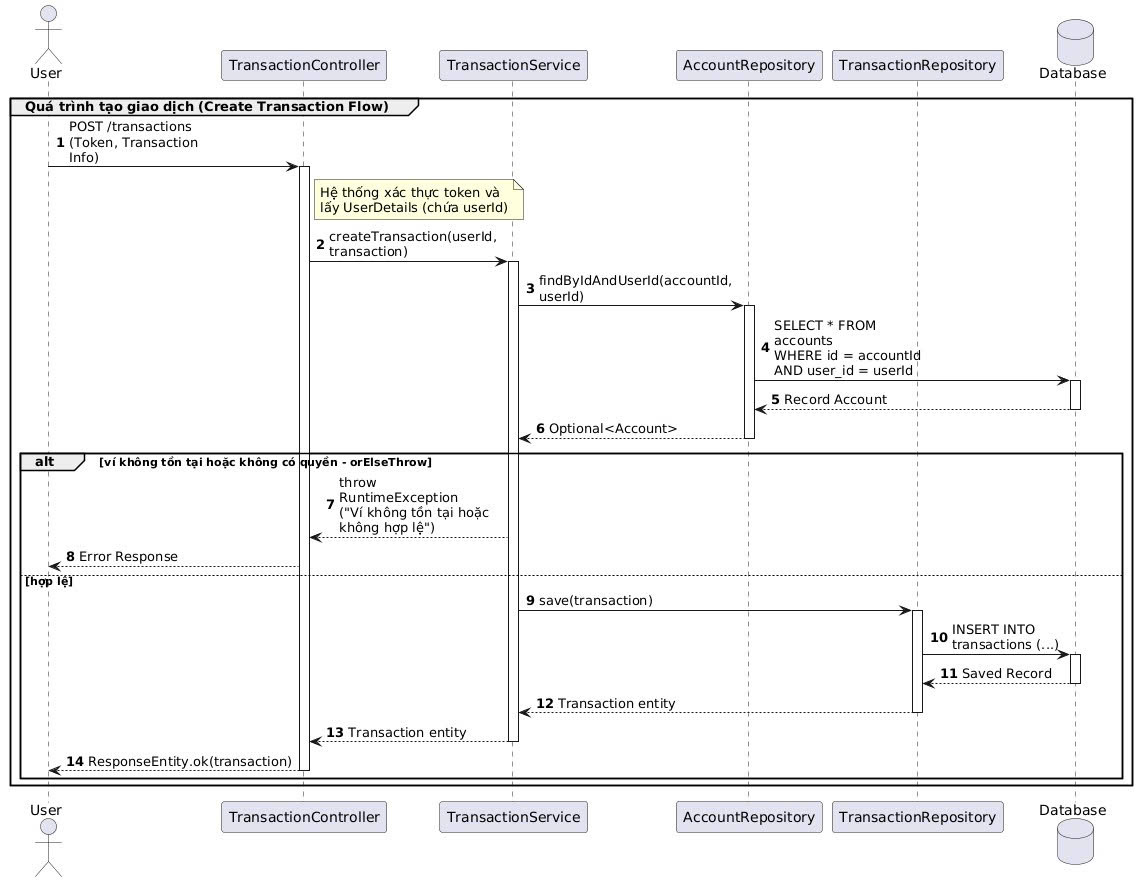 User
TransactionController
TransactionService
AccountRepository
TransactionRepository
Database
Quá trình tạo giao dịch (Create Transaction Flow)
1 POST /transactions
(Token, Transaction
Info)
Hệ thống xác thực token và
lấy UserDetails (chứa userId)
2 createTransaction(userId,
transaction)
3 findByIdAndUserId(accountId,
userId)
4 SELECT * FROM
accounts
WHERE id = accountId
AND user_id = userId
5 Record Account
6 Optional<Account>
alt [ví không tồn tại hoặc không có quyền - orElseThrow]
7 throw
RuntimeException
("Ví không tồn tại hoặc
không hợp lệ")
8 Error Response
[hợp lệ]
9 save(transaction)
10 INSERT INTO
transactions (...)
11 Saved Record
12 Transaction entity
13 Transaction entity
14 ResponseEntity.ok(transaction)
User
TransactionController
TransactionService
AccountRepository
TransactionRepository
Database